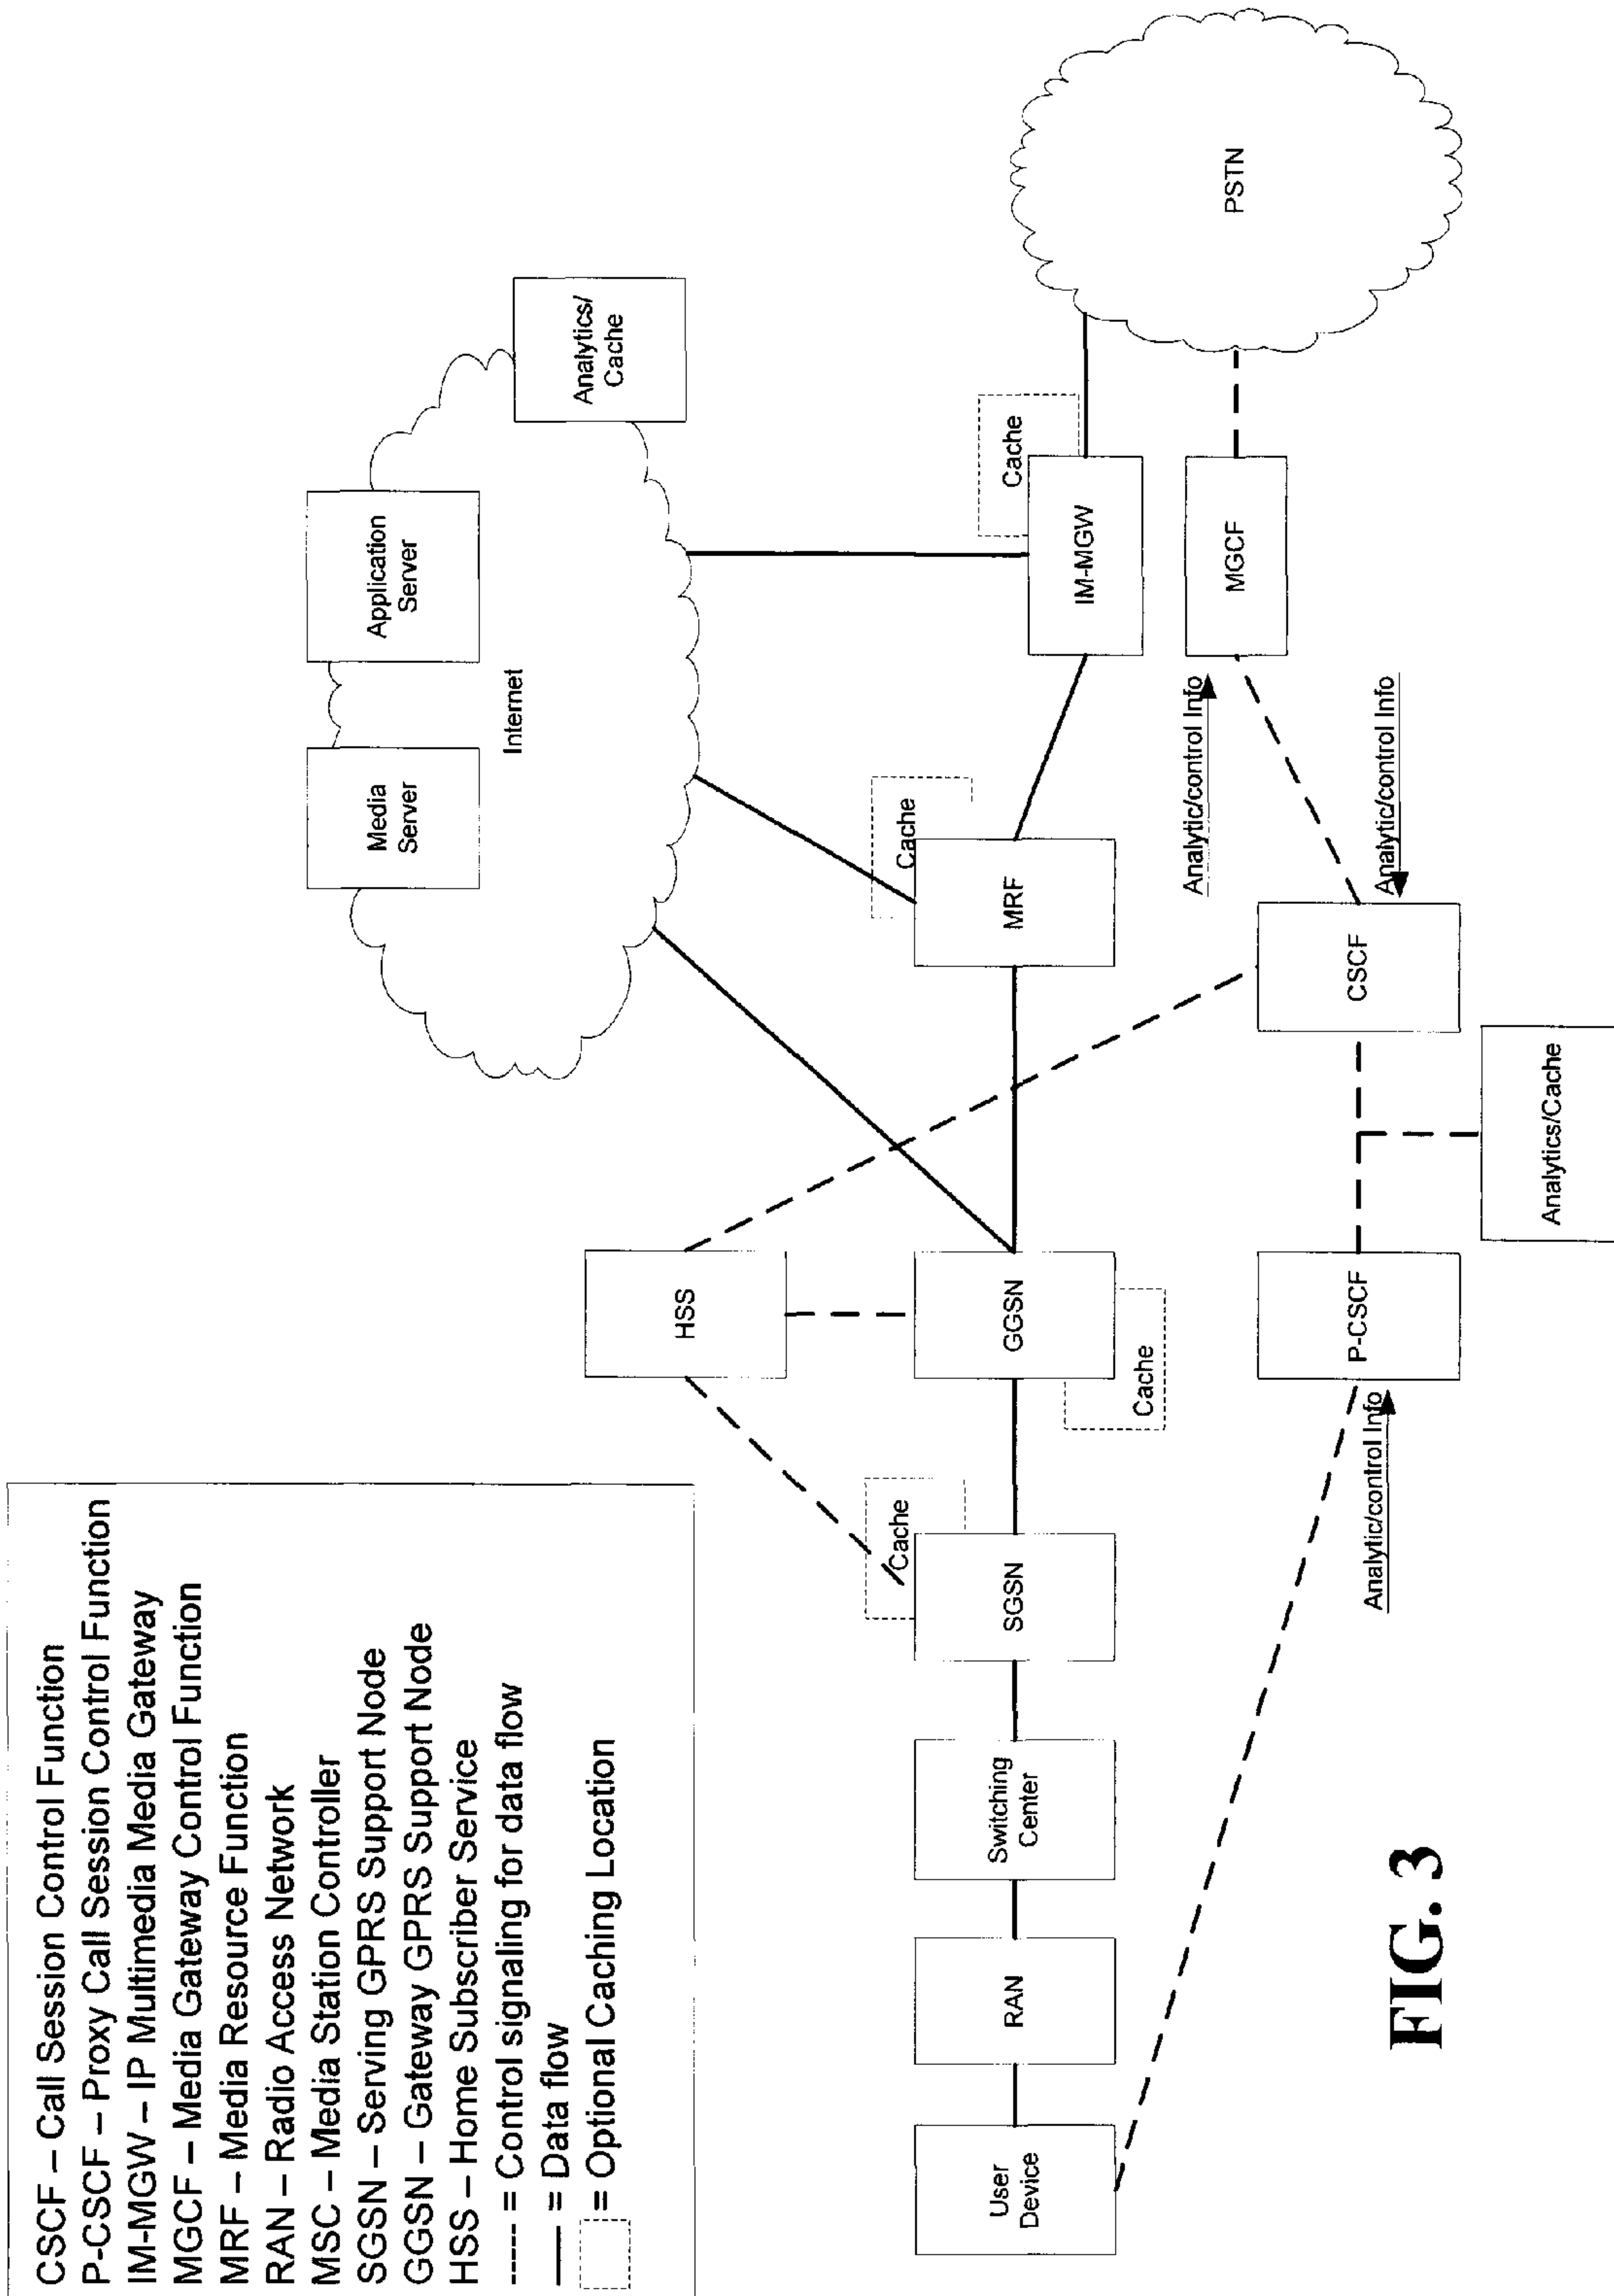 CSCF – Call Session Control Function
P-CSCF – Proxy Call Session Control Function
IM-MGW – IP Multimedia Media Gateway
MGCF – Media Gateway Control Function
MRF – Media Resource Function
RAN – Radio Access Network
MSC – Media Station Controller
SGSN – Serving GPRS Support Node
GGSN – Gateway GPRS Support Node
HSS – Home Subscriber Service
----- = Control signaling for data flow
—— = Data flow
= Optional Caching Location
Media
Server
Application
Server
Internet
Analytics/
Cache
HSS
Cache
Cache
Cache
User
Device
RAN
Switching
Center
SGSN
GGSN
MRF
IM-MGW
Cache
PSTN
Analytic/control Info
MGCF
Analytic/control Info
P-CSCF
CSCF
Analytic/control Info
Analytics/Cache
FIG. 3